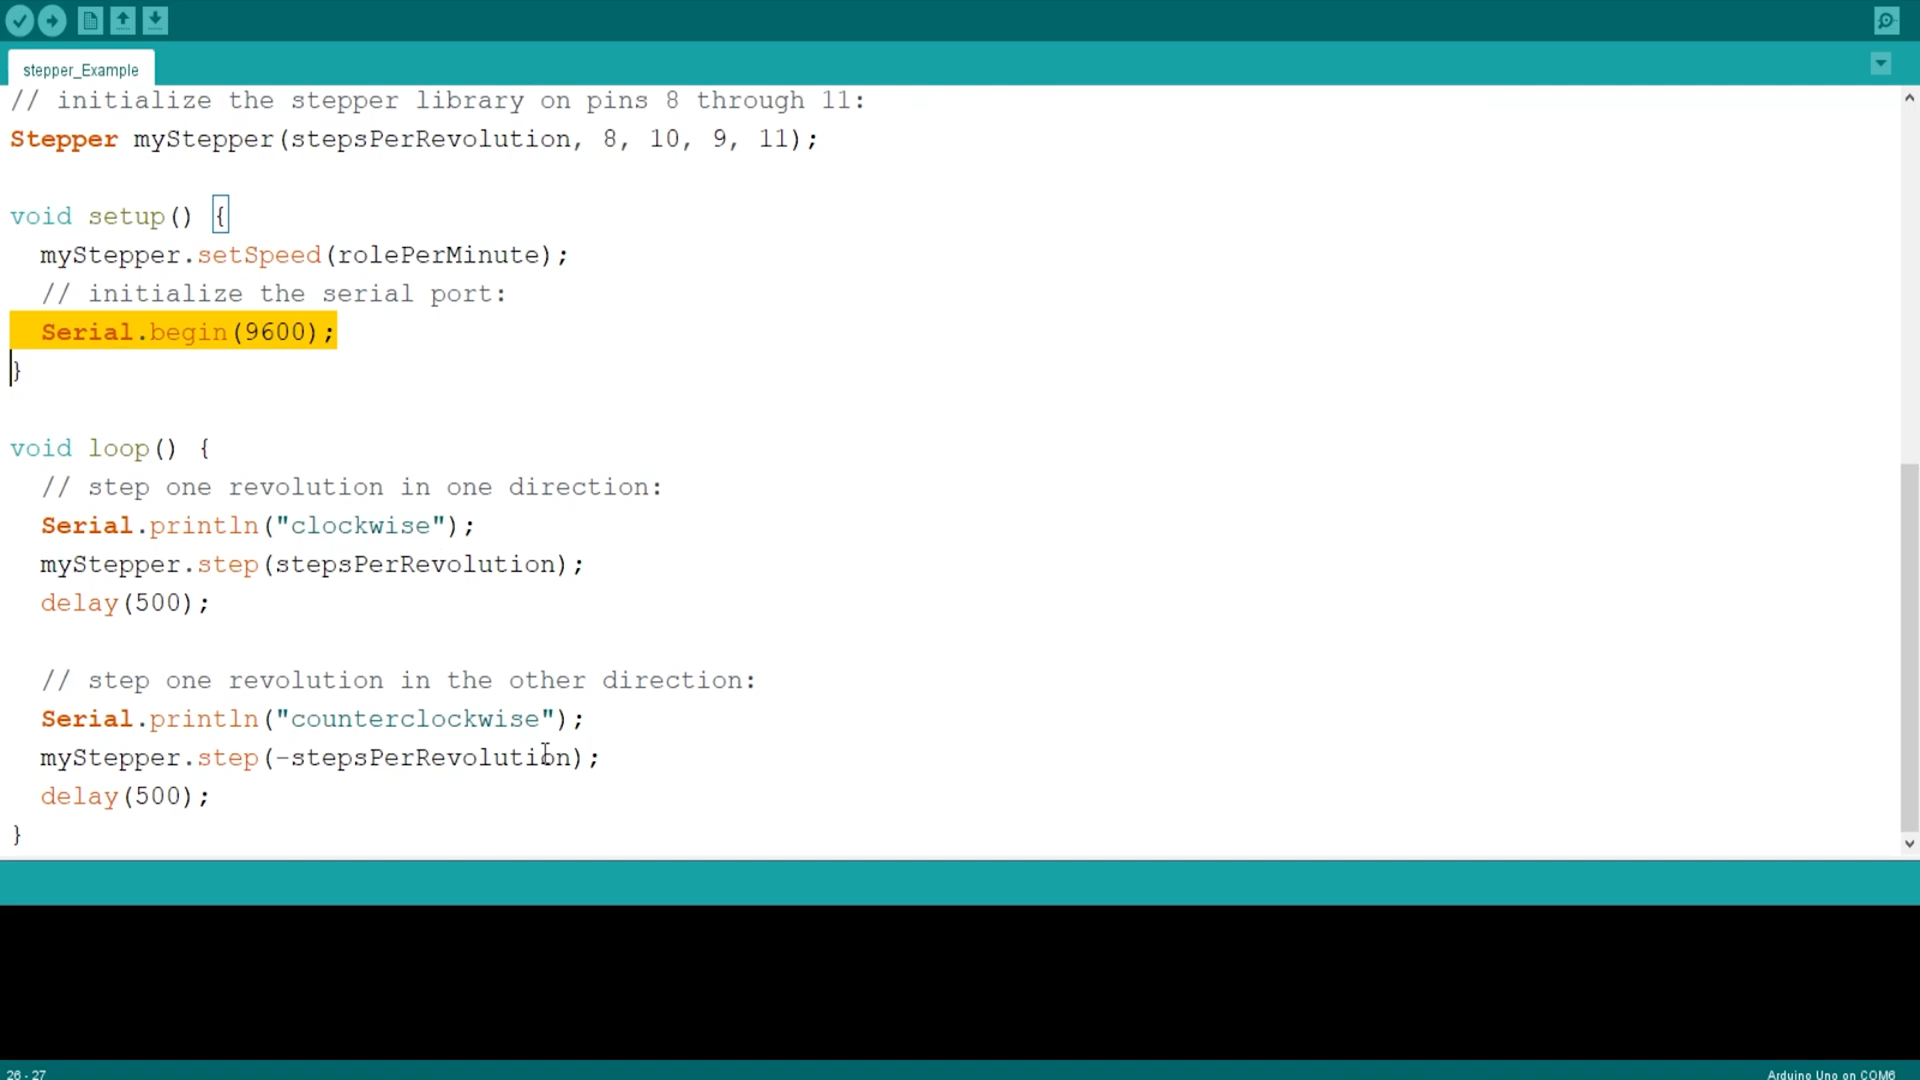 stepper_Example
// initialize the stepper library on pins 8 through 11:
Stepper myStepper(stepsPerRevolution, 8, 10, 9, 11);
void setup() {
  myStepper.setSpeed(rolePerMinute);
  // initialize the serial port:
  Serial.begin(9600);
}
void loop() {
  // step one revolution in one direction:
  Serial.println("clockwise");
  myStepper.step(stepsPerRevolution);
  delay(500);
  // step one revolution in the other direction:
  Serial.println("counterclockwise");
  myStepper.step(-stepsPerRevolution);
  delay(500);
}
26 - 27
Arduino Uno on COM6